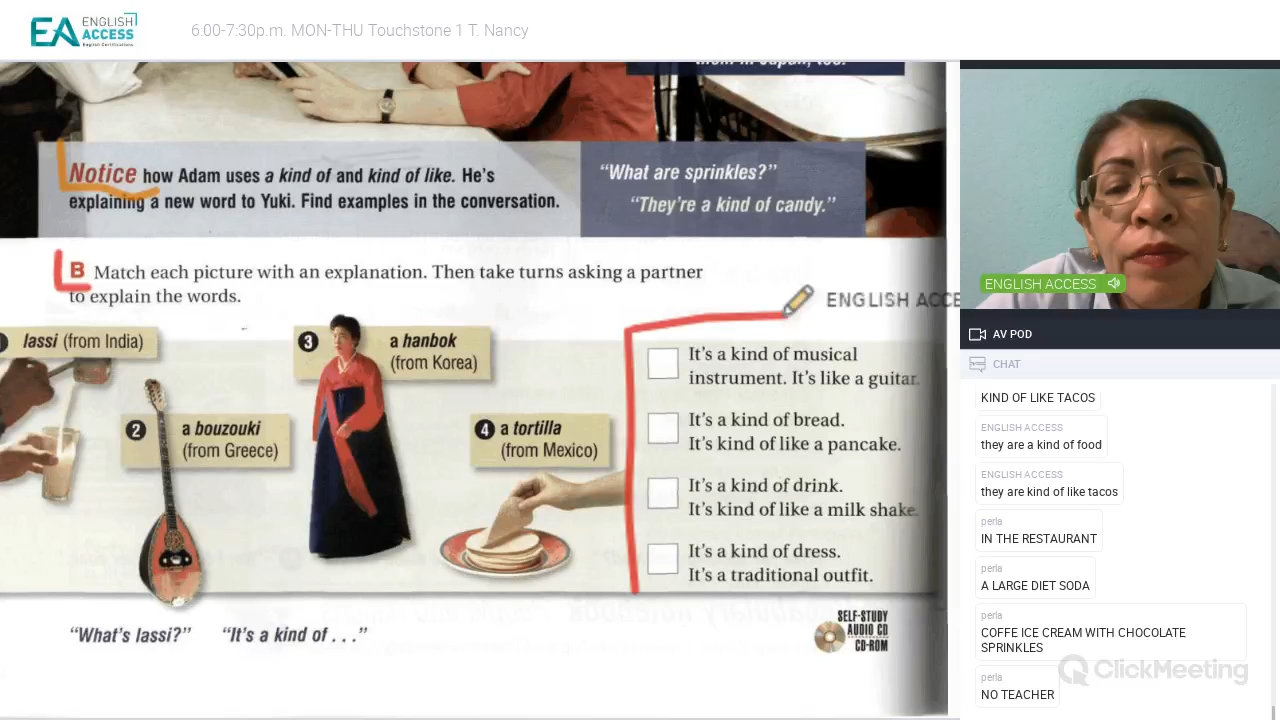 EA ENGLISH ACCESS
English Certifications
6:00-7:30p.m. MON-THU Touchstone 1 T. Nancy
them in Japan, too.
Notice how Adam uses a kind of and kind of like. He's
explaining a new word to Yuki. Find examples in the conversation.
"What are sprinkles?"
"They're a kind of candy."
B Match each picture with an explanation. Then take turns asking a partner
to explain the words.
ENGLISH ACCE
lassi (from India)
2 a bouzouki
(from Greece)
3 a hanbok
(from Korea)
4 a tortilla
(from Mexico)
It's a kind of musical
instrument. It's like a guitar.
It's a kind of bread.
It's kind of like a pancake.
It's a kind of drink.
It's kind of like a milk shake.
It's a kind of dress.
It's a traditional outfit.
"What's lassi?" "It's a kind of . . ."
SELF-STUDY
AUDIO CD
CD-ROM
ENGLISH ACCESS
AV POD
CHAT
KIND OF LIKE TACOS
ENGLISH ACCESS
they are a kind of food
ENGLISH ACCESS
they are kind of like tacos
perla
IN THE RESTAURANT
perla
A LARGE DIET SODA
perla
COFFE ICE CREAM WITH CHOCOLATE
SPRINKLES
perla
NO TEACHER
ClickMeeting